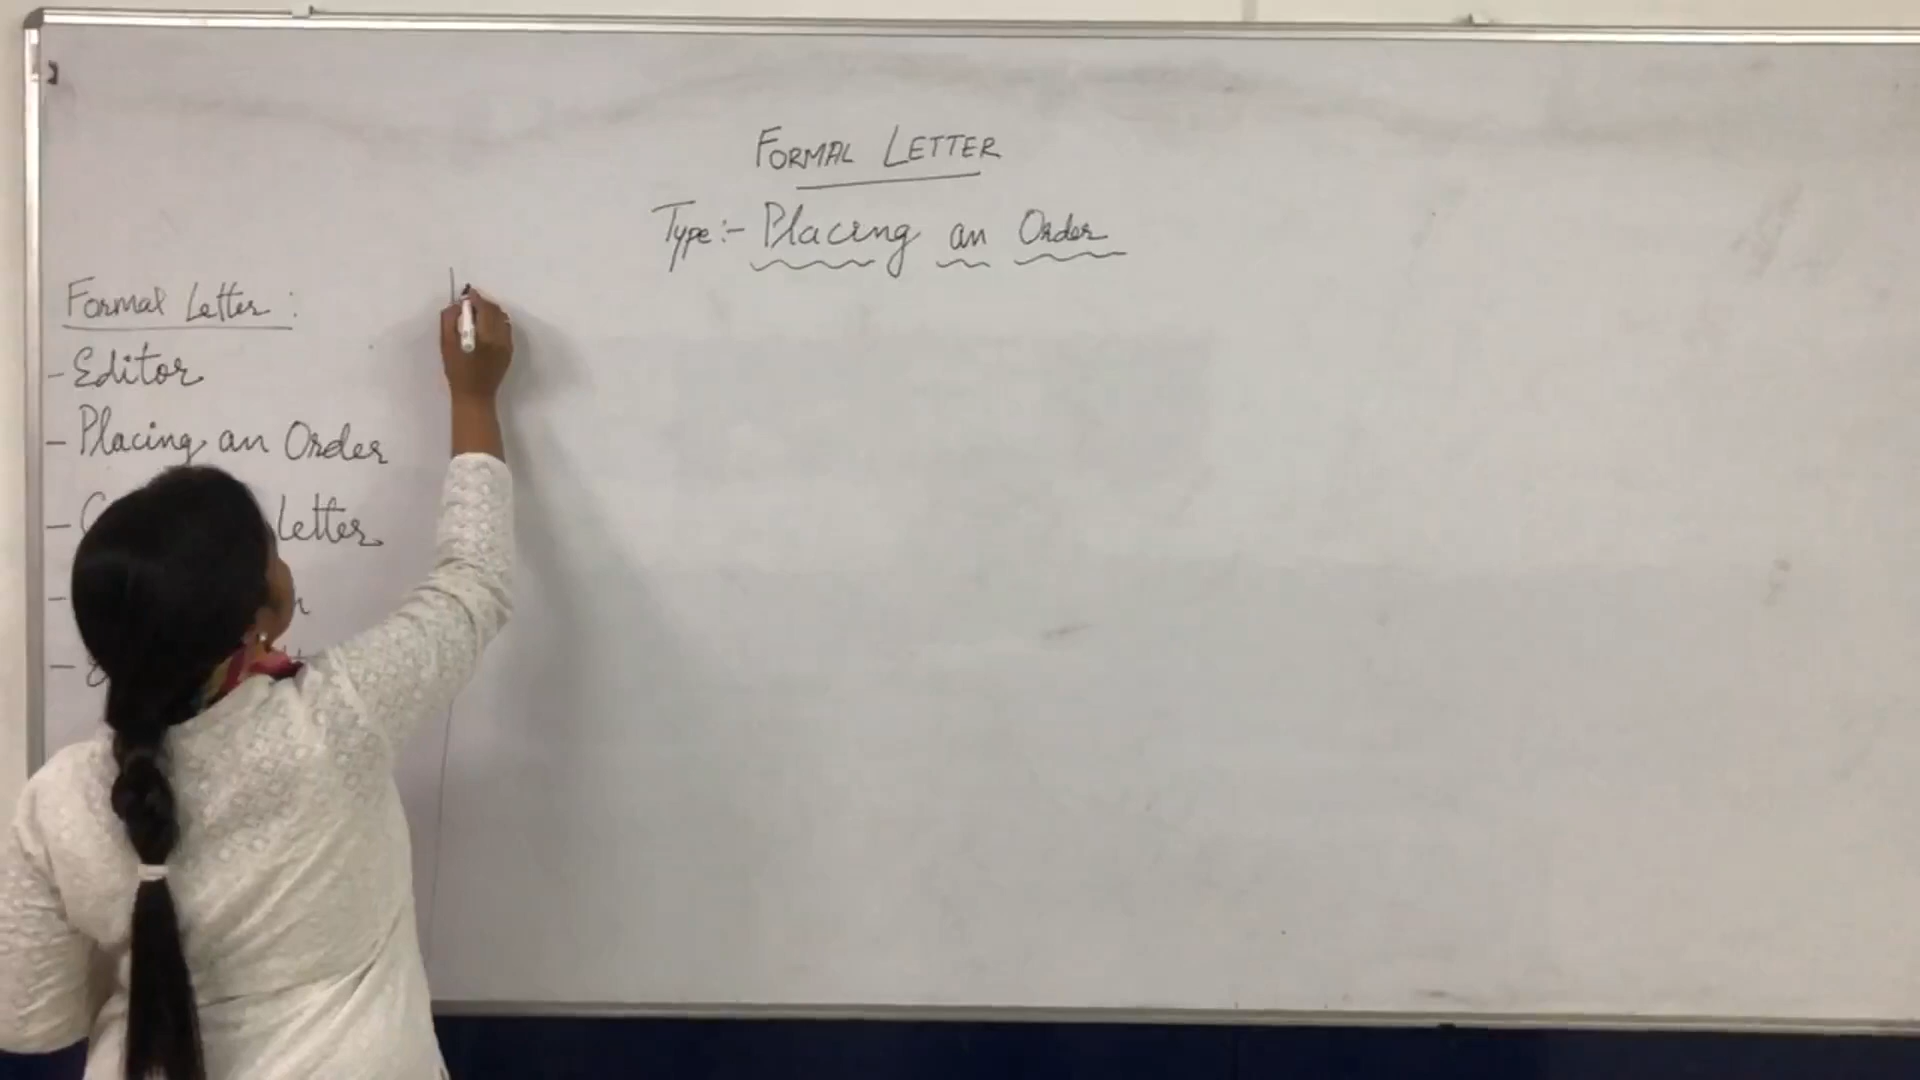 FORMAL LETTER
Type:- Placing an Order
Formal Letter :
- Editor
- Placing an Order
- Letter